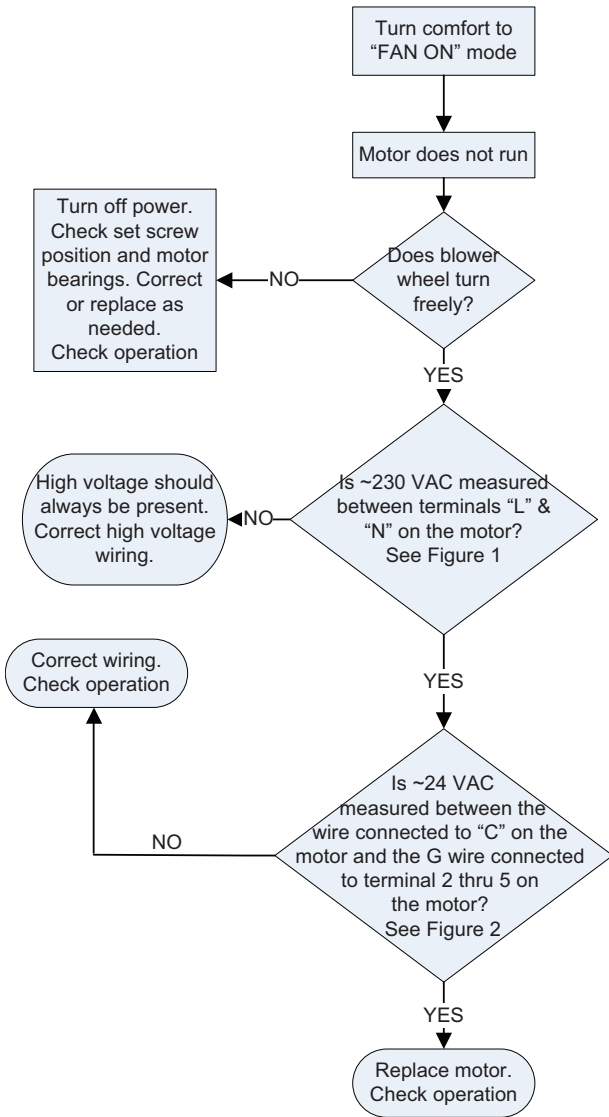 Turn comfort to
“FAN ON” mode
Motor does not run
Does blower
wheel turn
freely?
NO
Turn off power.
Check set screw
position and motor
bearings. Correct
or replace as
needed.
Check operation
YES
Is ~230 VAC measured
between terminals “L” &
“N” on the motor?
See Figure 1
NO
High voltage should
always be present.
Correct high voltage
wiring.
YES
Is ~24 VAC
measured between the
wire connected to “C” on the
motor and the G wire connected
to terminal 2 thru 5 on
the motor?
See Figure 2
NO
Correct wiring.
Check operation
YES
Replace motor.
Check operation